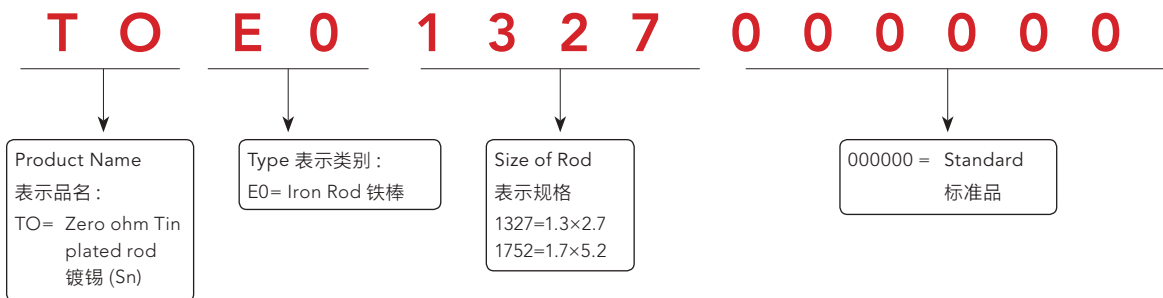 T O E 0 1 3 2 7 0 0 0 0 0 0
Product Name
表示品名 :
TO= Zero ohm Tin
plated rod
镀锡 (Sn)
Type 表示类别 :
E0= Iron Rod 铁棒
Size of Rod
表示规格
1327=1.3×2.7
1752=1.7×5.2
000000 = Standard
标准品